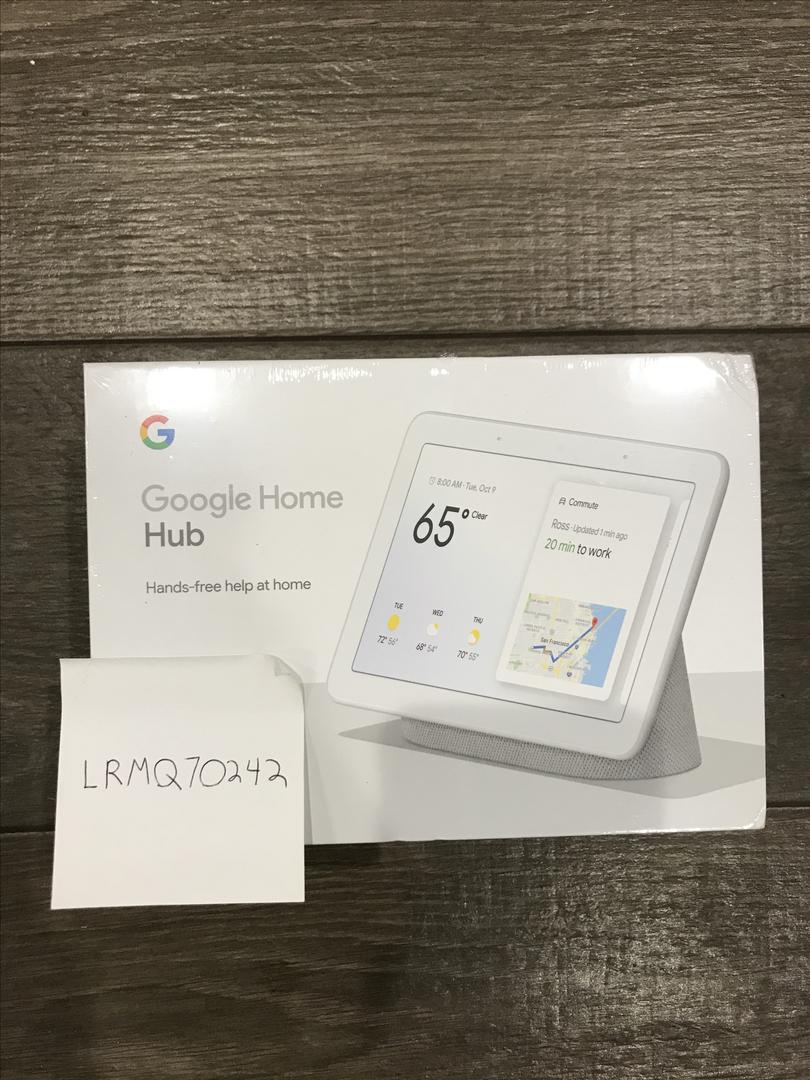 Google Home
Hub
Hands-free help at home
8:00 AM · Tue, Oct 9
65° Clear
TUE
72° 56°
WED
68° 54°
THU
70° 55°
Commute
Ross · Updated 1 min ago
20 min to work
San Francisco
LRMQ70242